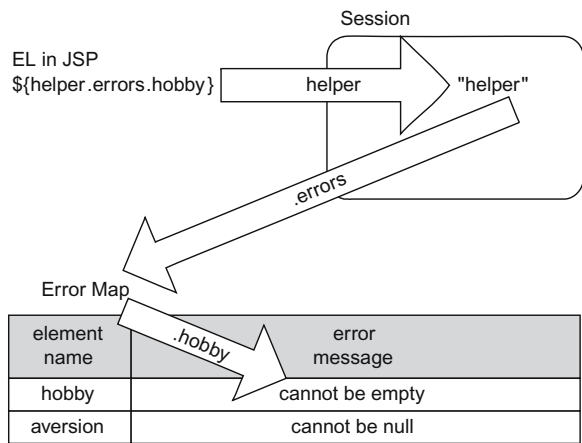 Session
EL in JSP
${helper.errors.hobby}
helper
"helper"
.errors
Error Map
.hobby
element name
error message
hobby
cannot be empty
aversion
cannot be null